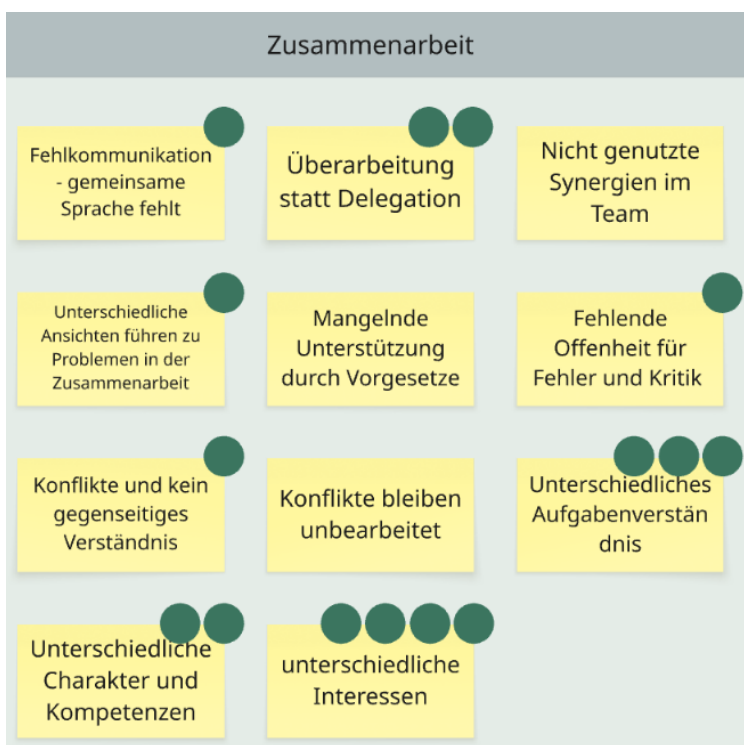 Zusammenarbeit
Fehlkommunikation
- gemeinsame
Sprache fehlt
Überarbeitung
statt Delegation
Nicht genutzte
Synergien im
Team
Unterschiedliche
Ansichten führen zu
Problemen in der
Zusammenarbeit
Mangelnde
Unterstützung
durch Vorgesetze
Fehlende
Offenheit für
Fehler und Kritik
Konflikte und kein
gegenseitiges
Verständnis
Konflikte bleiben
unbearbeitet
Unterschiedliches
Aufgabenverstän
dnis
Unterschiedliche
Charakter und
Kompetenzen
unterschiedliche
Interessen